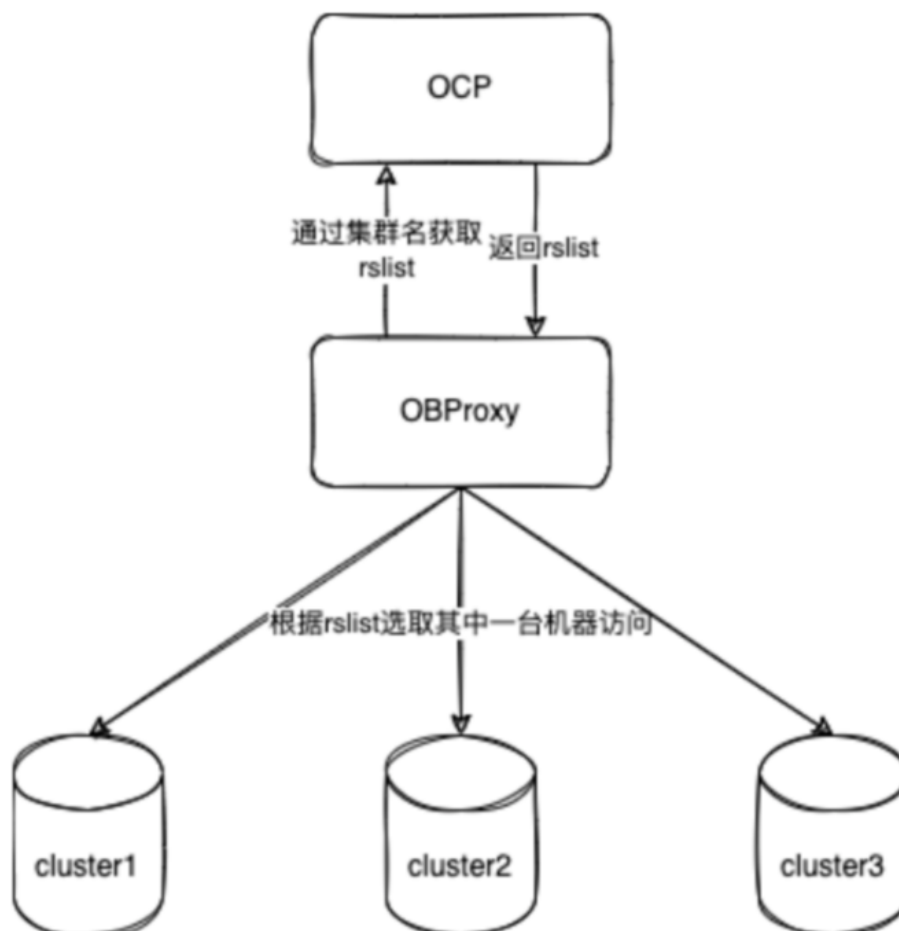 OCP
通过集群名获取
rslist
返回rslist
OBProxy
根据rslist选取其中一台机器访问
cluster1
cluster2
cluster3